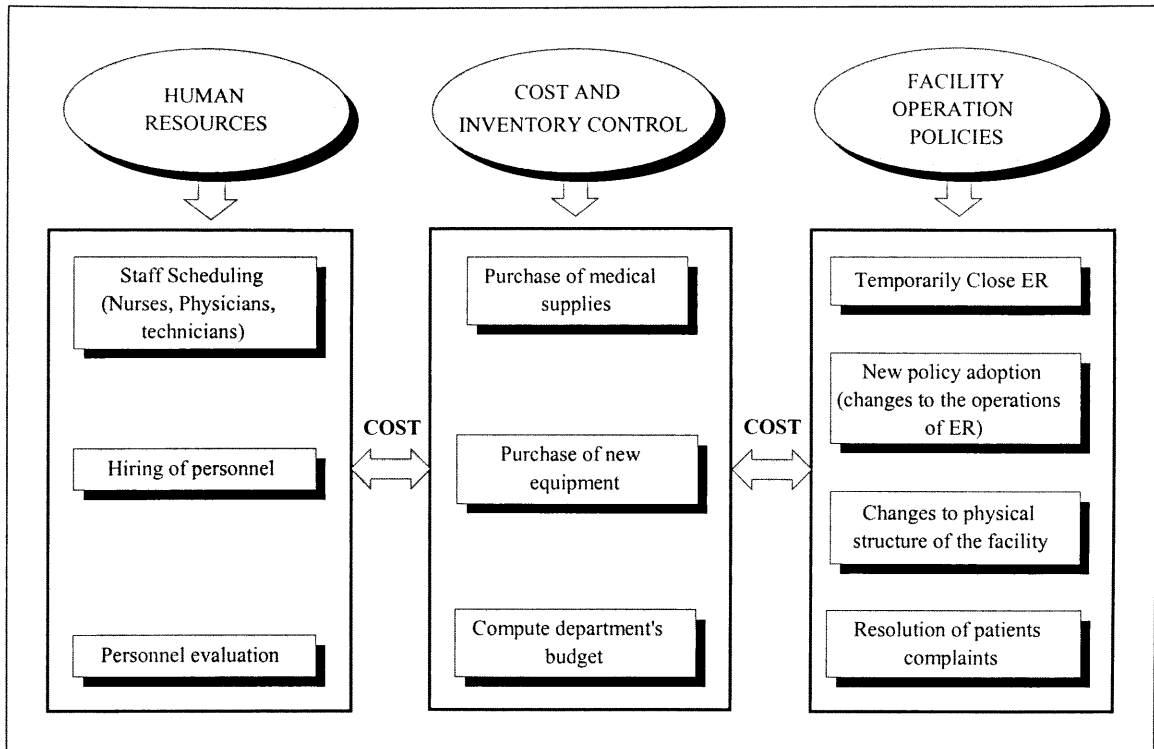 HUMAN
RESOURCES
COST AND
INVENTORY CONTROL
FACILITY
OPERATION
POLICIES
Staff Scheduling
(Nurses, Physicians,
technicians)
Hiring of personnel
Personnel evaluation
COST
Purchase of medical
supplies
Purchase of new
equipment
Compute department's
budget
COST
Temporarily Close ER
New policy adoption
(changes to the operations
of ER)
Changes to physical
structure of the facility
Resolution of patients
complaints